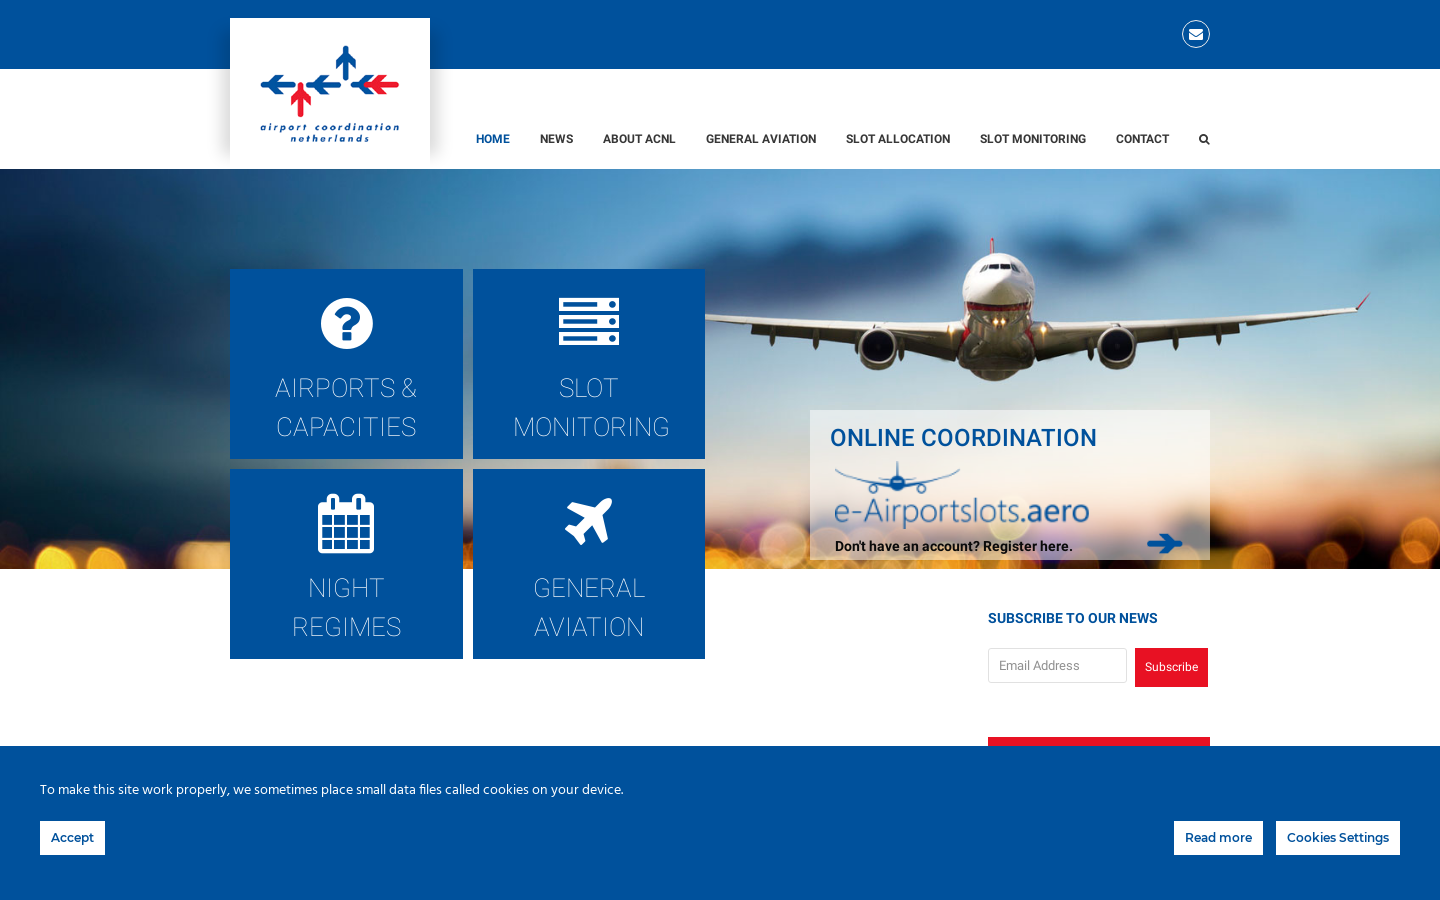 airport coordination
netherlands
HOME
NEWS
ABOUT ACNL
GENERAL AVIATION
SLOT ALLOCATION
SLOT MONITORING
CONTACT
AIRPORTS &
CAPACITIES
SLOT
MONITORING
NIGHT
REGIMES
GENERAL
AVIATION
ONLINE COORDINATION
e-Airportslots.aero
Don't have an account? Register here.
SUBSCRIBE TO OUR NEWS
Email Address
Subscribe
To make this site work properly, we sometimes place small data files called cookies on your device.
Accept
Read more
Cookies Settings